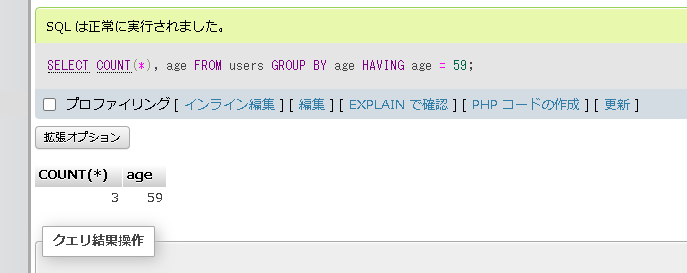 SQL は正常に実行されました。
SELECT COUNT(*), age FROM users GROUP BY age HAVING age = 59;
プロファイリング [ インライン編集 ] [ 編集 ] [ EXPLAIN で確認 ] [ PHP コードの作成 ] [ 更新 ]
拡張オプション
COUNT(*) age
3 59
クエリ結果操作